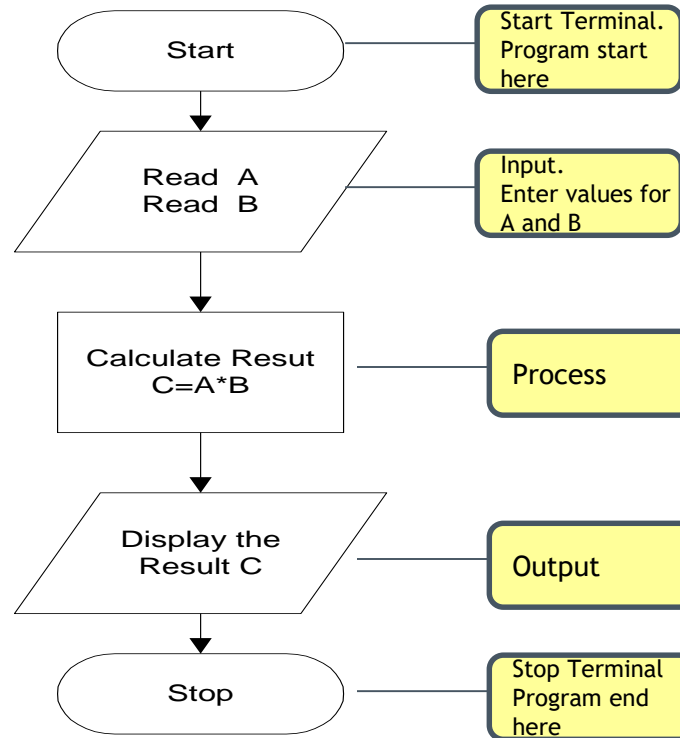 Start
Start Terminal.
Program start
here
Read A
Read B
Input.
Enter values for
A and B
Calculate Resut
C=A*B
Process
Display the
Result C
Output
Stop
Stop Terminal
Program end
here